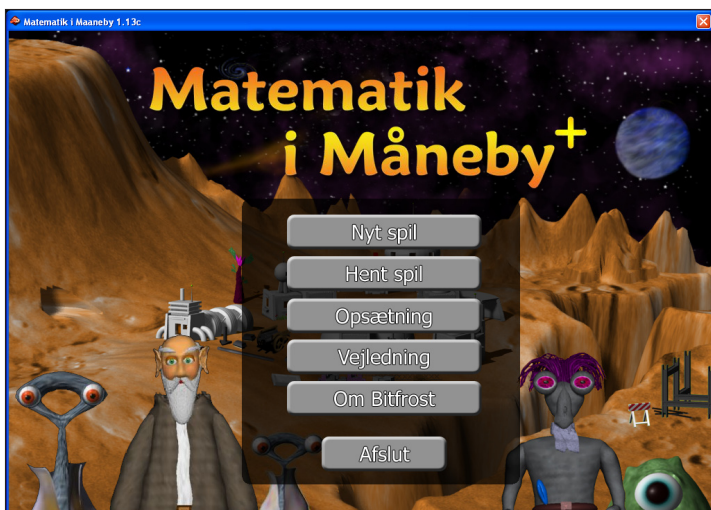 Matematik i Maaneby 1.13c
Matematik
i Måneby+
Nyt spil
Hent spil
Opsætning
Vejledning
Om Bitfrost
Afslut